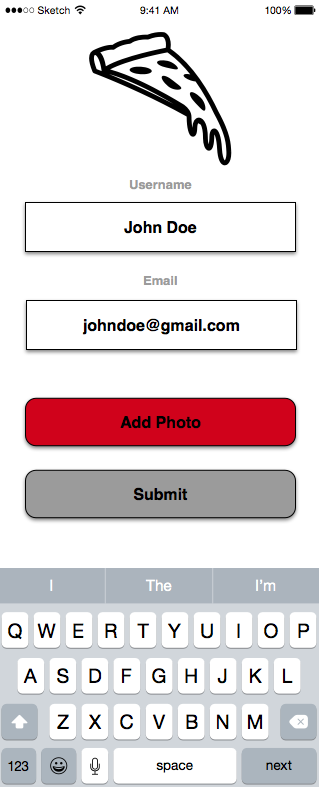 Sketch 9:41 AM 100%
Username
John Doe
Email
johndoe@gmail.com
Add Photo
Submit
I The I'm
Q W E R T Y U I O P
A S D F G H J K L
Z X C V B N M
123 space next